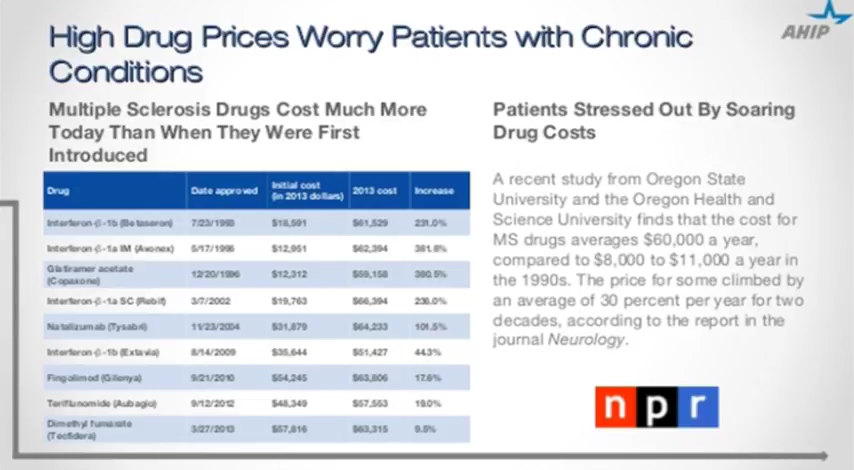 High Drug Prices Worry Patients with Chronic
Conditions
AHIP
Multiple Sclerosis Drugs Cost Much More
Today Than When They Were First
Introduced
Drug Date approved Initial cost (in 2013 dollars) 2013 cost Increase
Interferon-β-1b (Betaseron) 7/23/1993 $18,591 $61,529 231.0%
Interferon-β-1a IM (Avonex) 5/17/1996 $12,951 $62,394 381.8%
Glatiramer acetate (Copaxone) 12/20/1996 $12,312 $59,158 380.5%
Interferon-β-1a SC (Rebif) 3/7/2002 $19,763 $66,394 236.0%
Natalizumab (Tysabri) 11/23/2004 $31,879 $64,233 101.5%
Interferon-β-1b (Extavia) 8/14/2009 $35,644 $51,427 44.3%
Fingolimod (Gilenya) 9/21/2010 $54,245 $63,806 17.6%
Teriflunomide (Aubagio) 9/12/2012 $48,349 $57,553 19.0%
Dimethyl fumarate (Tecfidera) 3/27/2013 $57,816 $63,315 9.5%
Patients Stressed Out By Soaring
Drug Costs
A recent study from Oregon State
University and the Oregon Health and
Science University finds that the cost for
MS drugs averages $60,000 a year,
compared to $8,000 to $11,000 a year in
the 1990s. The price for some climbed by
an average of 30 percent per year for two
decades, according to the report in the
journal Neurology.
npr